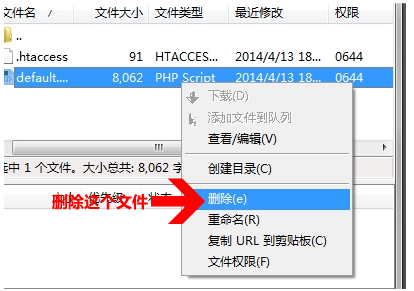 文件名 / 文件大小 文件类型 最近修改 权限
..
.htaccess 91 HTACCES... 2014/4/13 18... 0644
default.... 8,062 PHP Script 2014/4/13 18... 0644
下载(D)
添加文件到队列
查看/编辑(V)
创建目录(C)
选中 1 个文件。大小总共: 8,062 字
删除(e)
删除这个文件
重命名(R)
复制 URL 到剪贴板(C)
文件权限(F)